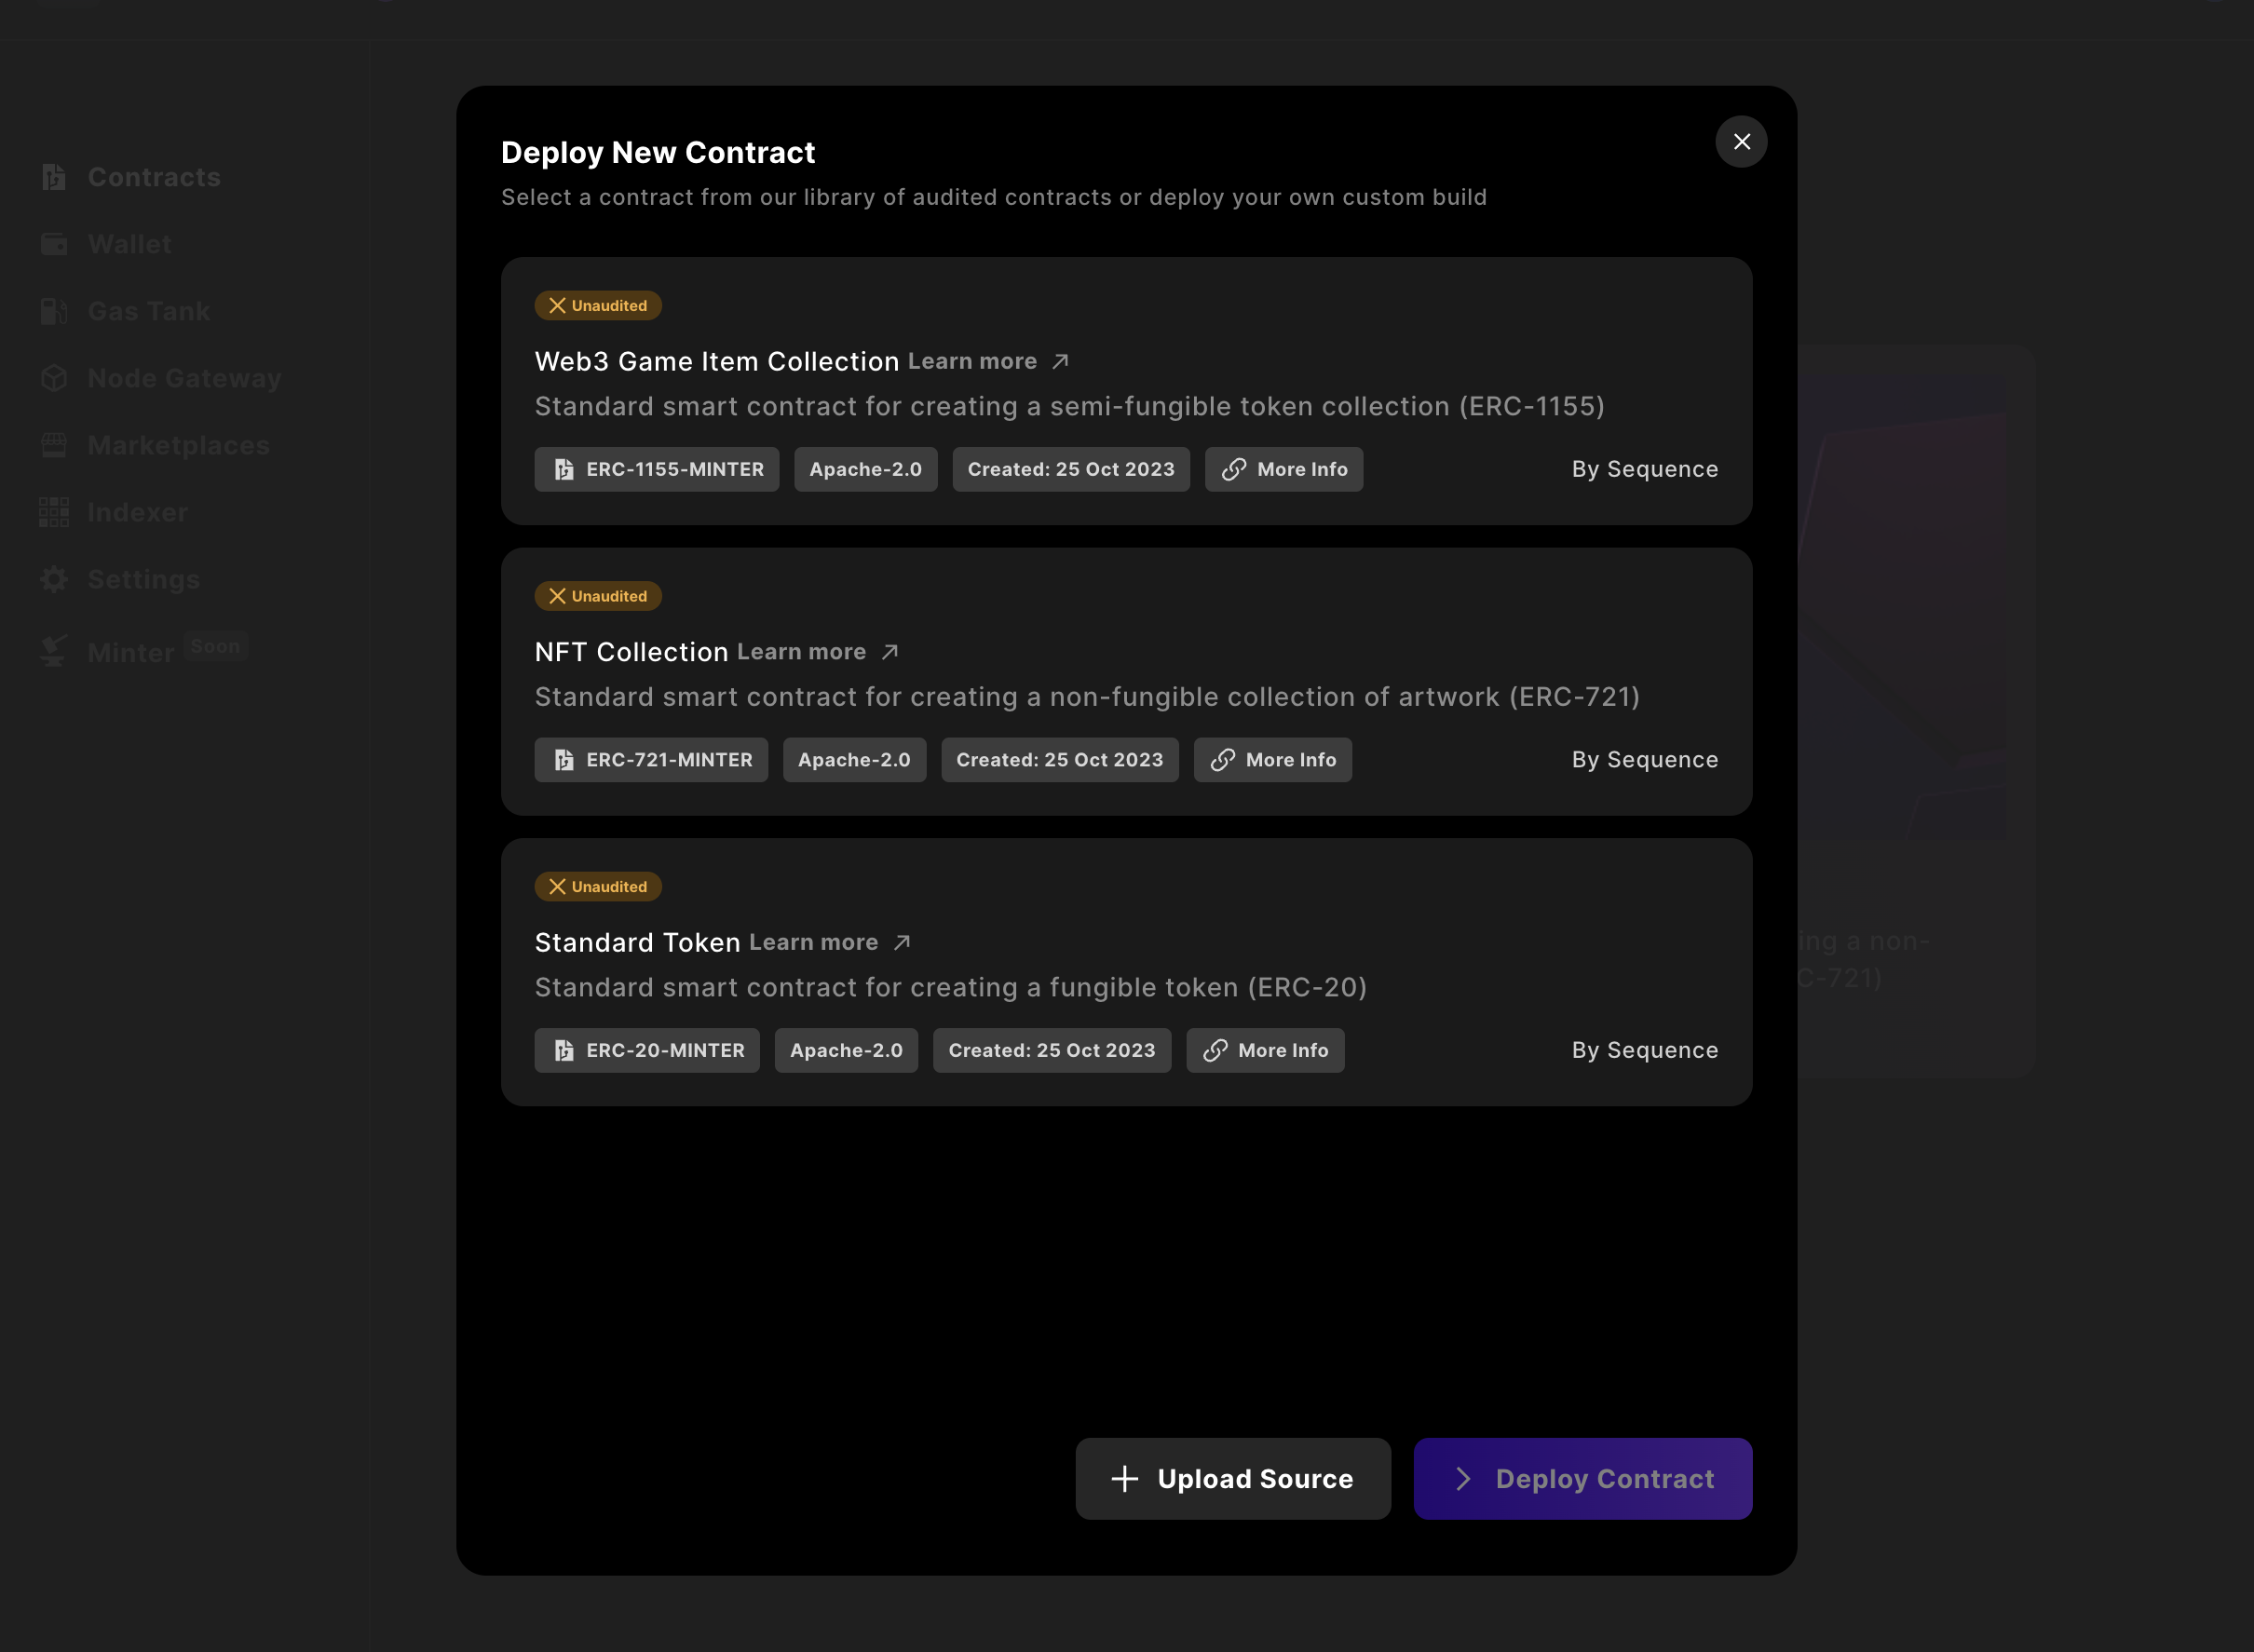 Contracts
Wallet
Gas Tank
Node Gateway
Marketplaces
Indexer
Settings
Minter Soon
Deploy New Contract
Select a contract from our library of audited contracts or deploy your own custom build
Unaudited
Web3 Game Item Collection Learn more
Standard smart contract for creating a semi-fungible token collection (ERC-1155)
ERC-1155-MINTER Apache-2.0 Created: 25 Oct 2023 More Info By Sequence
Unaudited
NFT Collection Learn more
Standard smart contract for creating a non-fungible collection of artwork (ERC-721)
ERC-721-MINTER Apache-2.0 Created: 25 Oct 2023 More Info By Sequence
Unaudited
Standard Token Learn more
Standard smart contract for creating a fungible token (ERC-20)
ERC-20-MINTER Apache-2.0 Created: 25 Oct 2023 More Info By Sequence
Upload Source Deploy Contract
ing a non-
C-721)